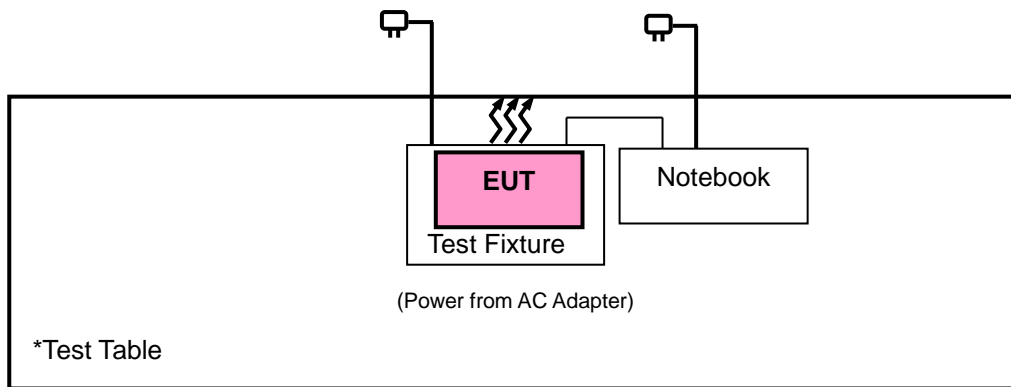 EUT
Notebook
Test Fixture
(Power from AC Adapter)
*Test Table